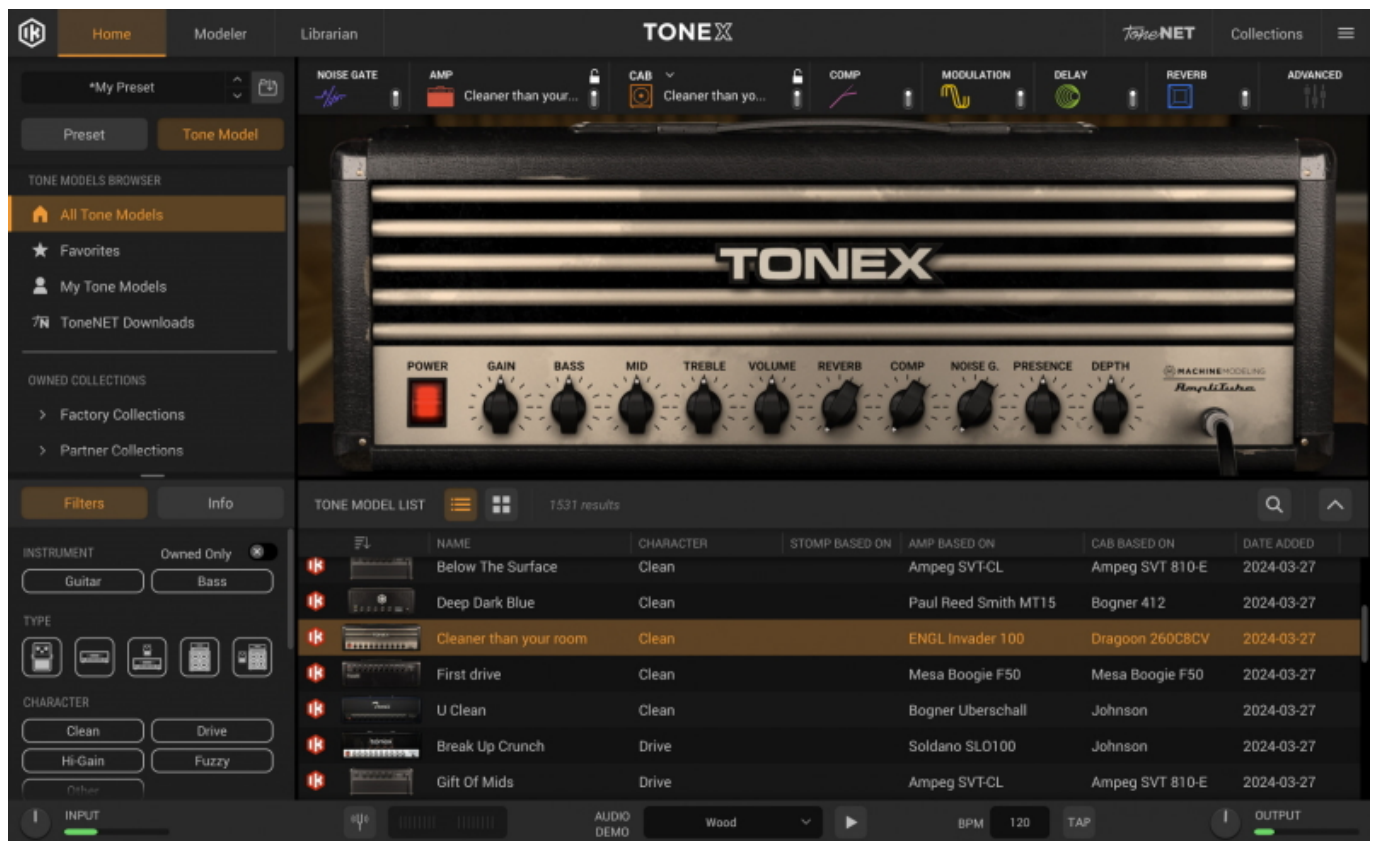 Home Modeler Librarian TONEX ToneNET Collections
*My Preset
Preset Tone Model
NOISE GATE AMP CAB COMP MODULATION DELAY REVERB ADVANCED
Cleaner than your... Cleaner than yo...
TONE MODELS BROWSER
All Tone Models
Favorites
My Tone Models
ToneNET Downloads
OWNED COLLECTIONS
Factory Collections
Partner Collections
TONEX
POWER GAIN BASS MID TREBLE VOLUME REVERB COMP NOISE G. PRESENCE DEPTH
MACHINE MODELING
AmpliTube
Filters Info
INSTRUMENT Owned Only
Guitar Bass
TYPE
CHARACTER
Clean Drive
Hi-Gain Fuzzy
Other
TONE MODEL LIST 1531 results
NAME CHARACTER STOMP BASED ON AMP BASED ON CAB BASED ON DATE ADDED
Below The Surface Clean Ampeg SVT-CL Ampeg SVT 810-E 2024-03-27
Deep Dark Blue Clean Paul Reed Smith MT15 Bogner 412 2024-03-27
Cleaner than your room Clean ENGL Invader 100 Dragoon 260C8CV 2024-03-27
First drive Clean Mesa Boogie F50 Mesa Boogie F50 2024-03-27
U Clean Clean Bogner Uberschall Johnson 2024-03-27
Break Up Crunch Drive Soldano SLO100 Johnson 2024-03-27
Gift Of Mids Drive Ampeg SVT-CL Ampeg SVT 810-E 2024-03-27
INPUT AUDIO DEMO Wood BPM 120 TAP OUTPUT